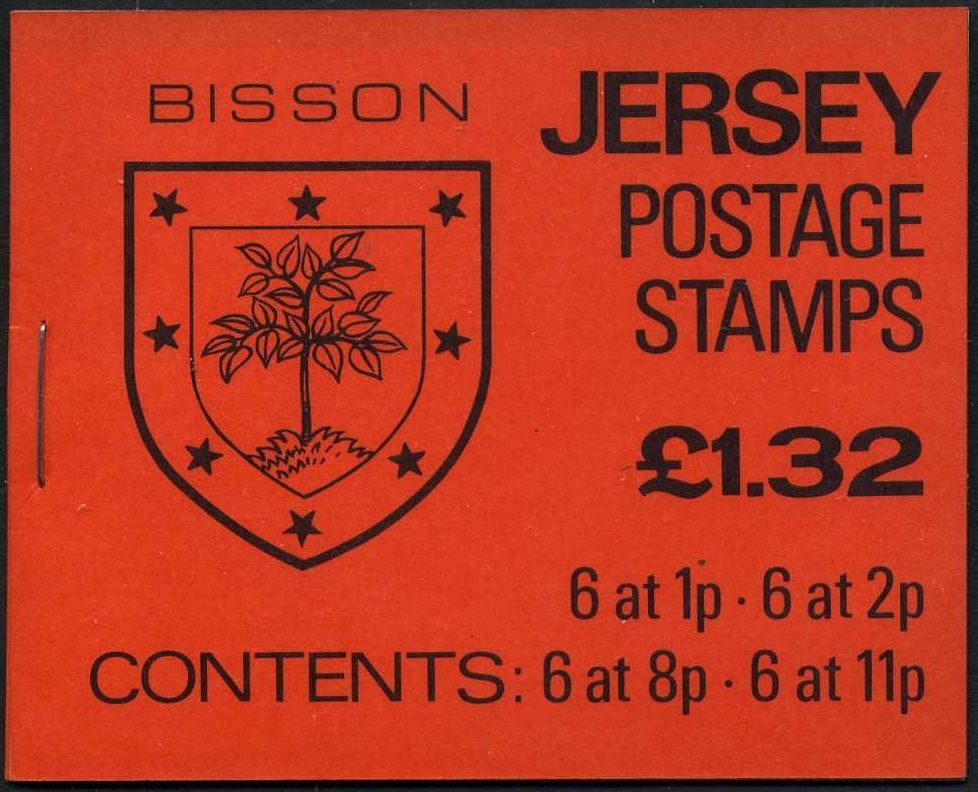 BISSON
JERSEY
POSTAGE
STAMPS
£1.32
6 at 1p · 6 at 2p
CONTENTS: 6 at 8p · 6 at 11p